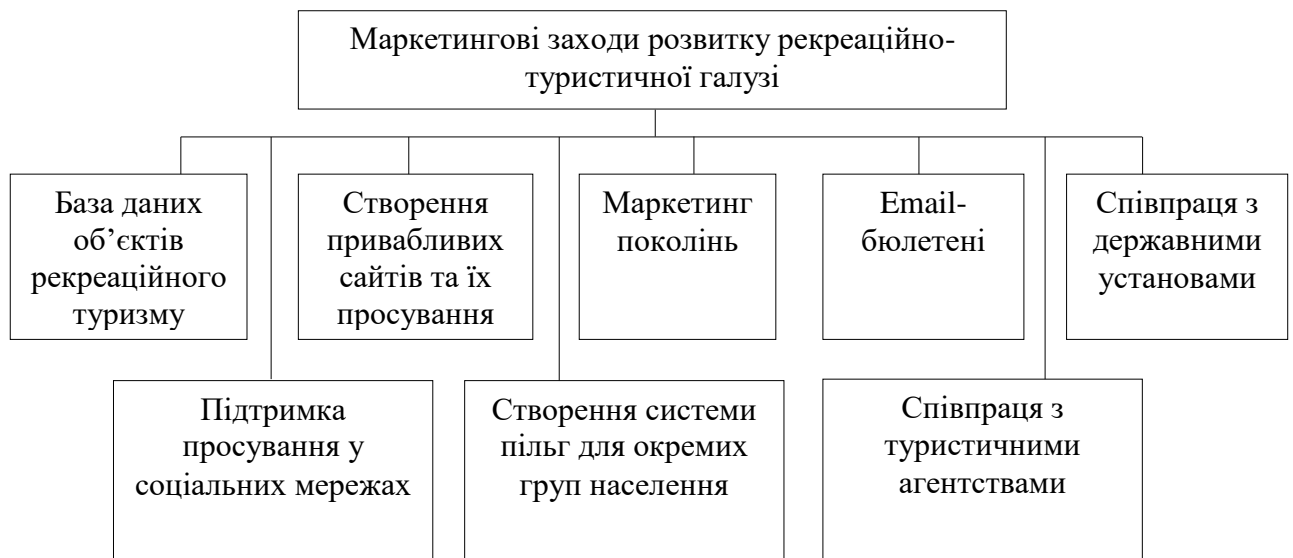 Маркетингові заходи розвитку рекреаційно-
туристичної галузі
База даних
об’єктів
рекреаційного
туризму
Створення
привабливих
сайтів та їх
просування
Маркетинг
поколінь
Email-
бюлетені
Співпраця з
державними
установами
Підтримка
просування у
соціальних мережах
Створення системи
пільг для окремих
груп населення
Співпраця з
туристичними
агентствами